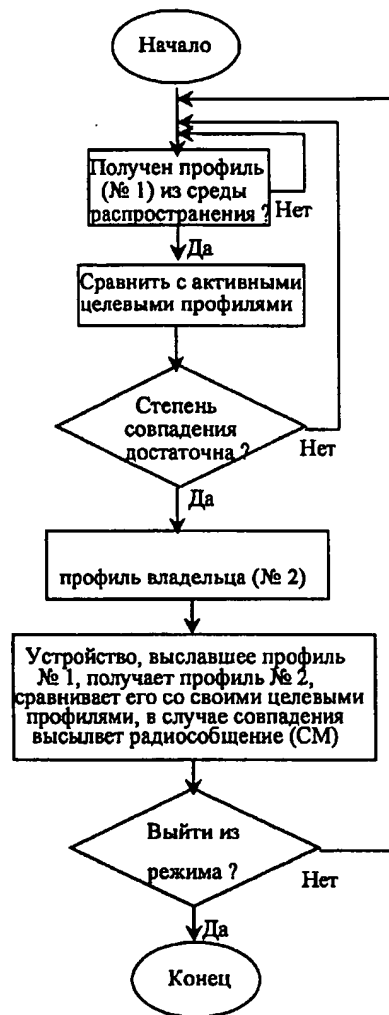 Начало
Получен профиль
(№ 1) из среды
распространения ?
Нет
Да
Сравнить с активными
целевыми профилями
Степень
совпадения
достаточна ?
Нет
Да
профиль владельца (№ 2)
Устройство, выславшее профиль
№ 1, получает профиль № 2,
сравнивает его со своими целевыми
профилями, в случае совпадения
высылвет радиособщение (СМ)
Выйти из
режима ?
Нет
Да
Конец